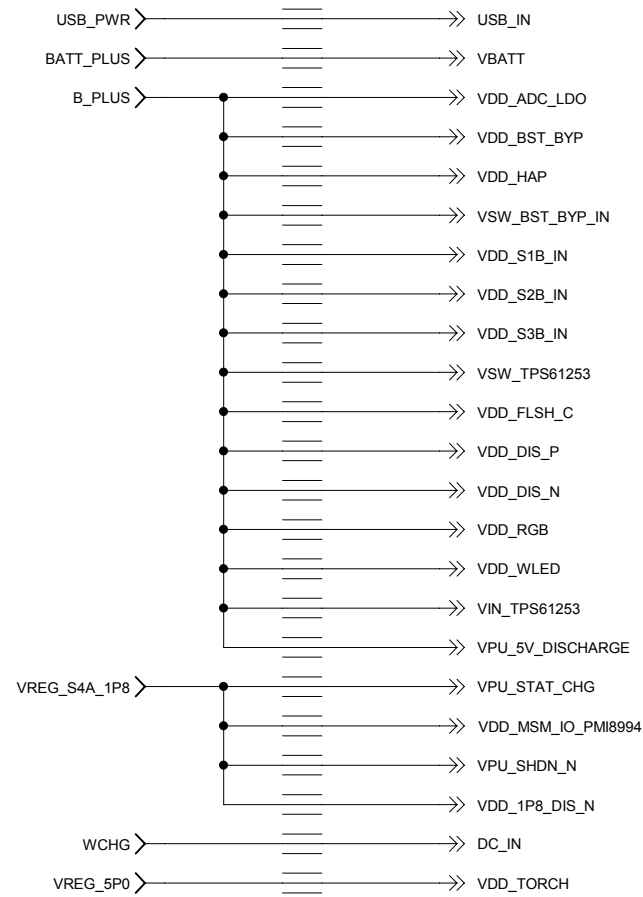 USB_PWR USB_IN
BATT_PLUS VBATT
B_PLUS VDD_ADC_LDO
VDD_BST_BYP
VDD_HAP
VSW_BST_BYP_IN
VDD_S1B_IN
VDD_S2B_IN
VDD_S3B_IN
VSW_TPS61253
VDD_FLSH_C
VDD_DIS_P
VDD_DIS_N
VDD_RGB
VDD_WLED
VIN_TPS61253
VPU_5V_DISCHARGE
VREG_S4A_1P8 VPU_STAT_CHG
VDD_MSM_IO_PMI8994
VPU_SHDN_N
VDD_1P8_DIS_N
WCHG DC_IN
VREG_5P0 VDD_TORCH